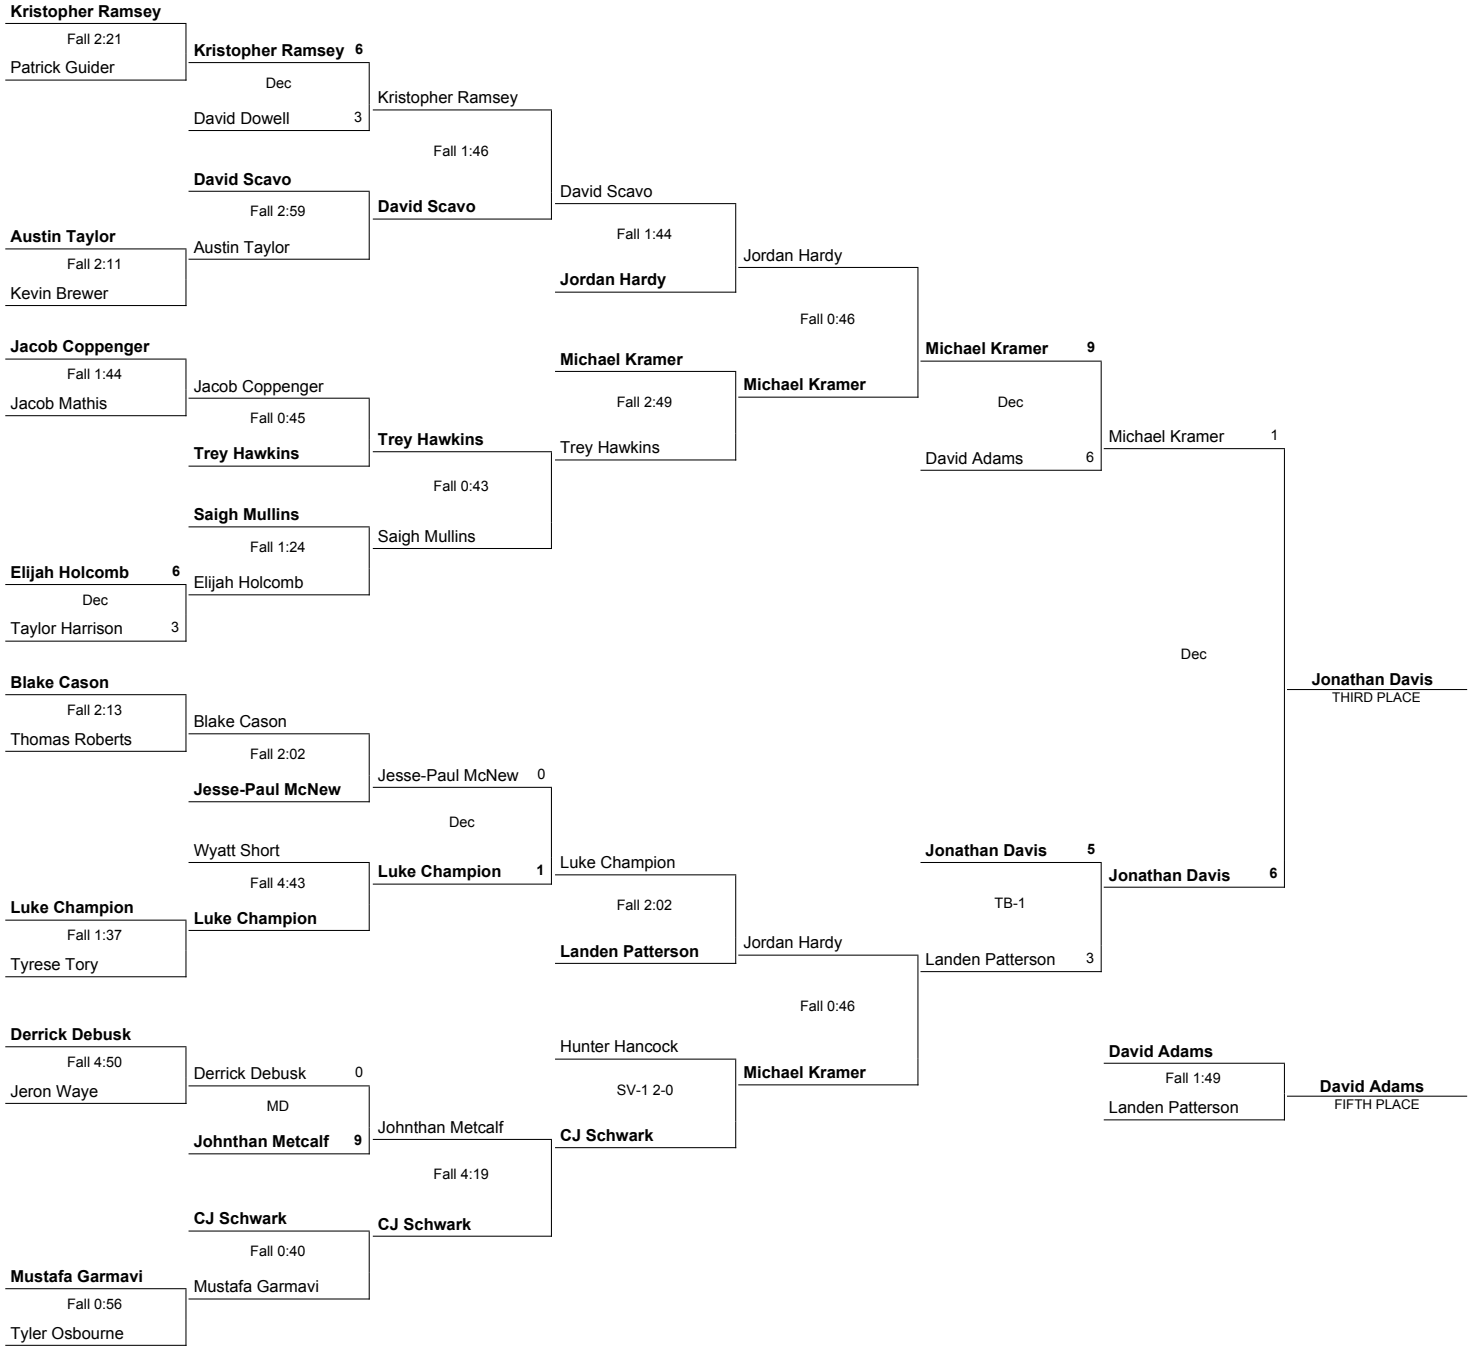 Kristopher Ramsey
Fall 2:21
Patrick Guider
Kristopher Ramsey 6
Dec
David Dowell 3
Kristopher Ramsey
Fall 1:46
David Scavo
Fall 2:59
Austin Taylor
David Scavo
Austin Taylor
Fall 2:11
Kevin Brewer
David Scavo
Fall 1:44
Jordan Hardy
Jordan Hardy
Fall 0:46
Jacob Coppenger
Fall 1:44
Jacob Mathis
Jacob Coppenger
Fall 0:45
Trey Hawkins
Trey Hawkins
Fall 0:43
Saigh Mullins
Fall 1:24
Elijah Holcomb
Saigh Mullins
Elijah Holcomb 6
Dec
Taylor Harrison 3
Michael Kramer
Fall 2:49
Trey Hawkins
Michael Kramer
Michael Kramer 9
Dec
David Adams 6
Michael Kramer 1
Dec
Jonathan Davis
THIRD PLACE
Blake Cason
Fall 2:13
Thomas Roberts
Blake Cason
Fall 2:02
Jesse-Paul McNew
Jesse-Paul McNew 0
Dec
Wyatt Short
Fall 4:43
Luke Champion
Luke Champion 1
Luke Champion
Fall 1:37
Tyrese Tory
Luke Champion
Fall 2:02
Landen Patterson
Jordan Hardy
Fall 0:46
Jonathan Davis 5
TB-1
Landen Patterson 3
Jonathan Davis 6
Derrick Debusk
Fall 4:50
Jeron Waye
Derrick Debusk 0
MD
Johnthan Metcalf 9
Johnthan Metcalf
Fall 4:19
CJ Schwark
Fall 0:40
Mustafa Garmavi
CJ Schwark
Mustafa Garmavi
Fall 0:56
Tyler Osbourne
Hunter Hancock
SV-1 2-0
CJ Schwark
Michael Kramer
David Adams
Fall 1:49
Landen Patterson
David Adams
FIFTH PLACE